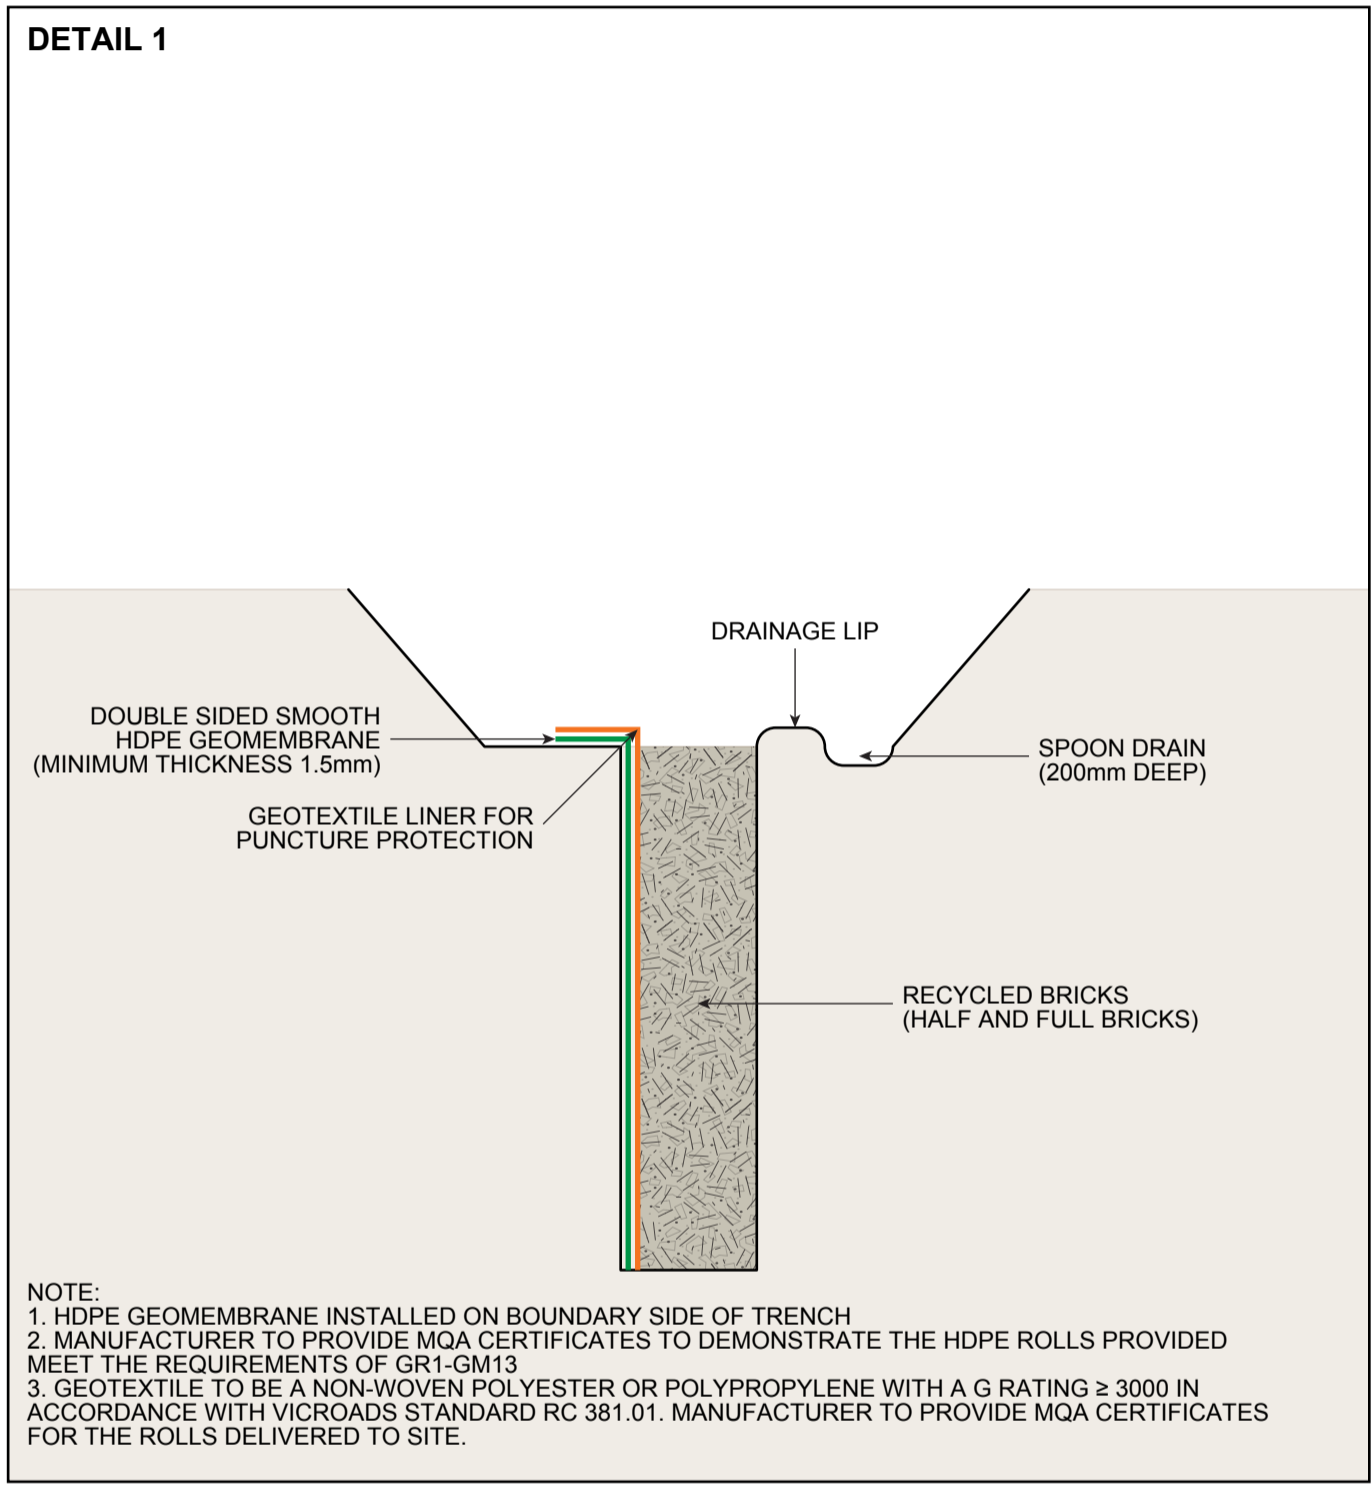 DETAIL 1
DRAINAGE LIP
DOUBLE SIDED SMOOTH
HDPE GEOMEMBRANE
(MINIMUM THICKNESS 1.5mm)
SPOON DRAIN
(200mm DEEP)
GEOTEXTILE LINER FOR
PUNCTURE PROTECTION
RECYCLED BRICKS
(HALF AND FULL BRICKS)
NOTE:
1. HDPE GEOMEMBRANE INSTALLED ON BOUNDARY SIDE OF TRENCH
2. MANUFACTURER TO PROVIDE MQA CERTIFICATES TO DEMONSTRATE THE HDPE ROLLS PROVIDED
MEET THE REQUIREMENTS OF GR1-GM13
3. GEOTEXTILE TO BE A NON-WOVEN POLYESTER OR POLYPROPYLENE WITH A G RATING ≥ 3000 IN
ACCORDANCE WITH VICROADS STANDARD RC 381.01. MANUFACTURER TO PROVIDE MQA CERTIFICATES
FOR THE ROLLS DELIVERED TO SITE.